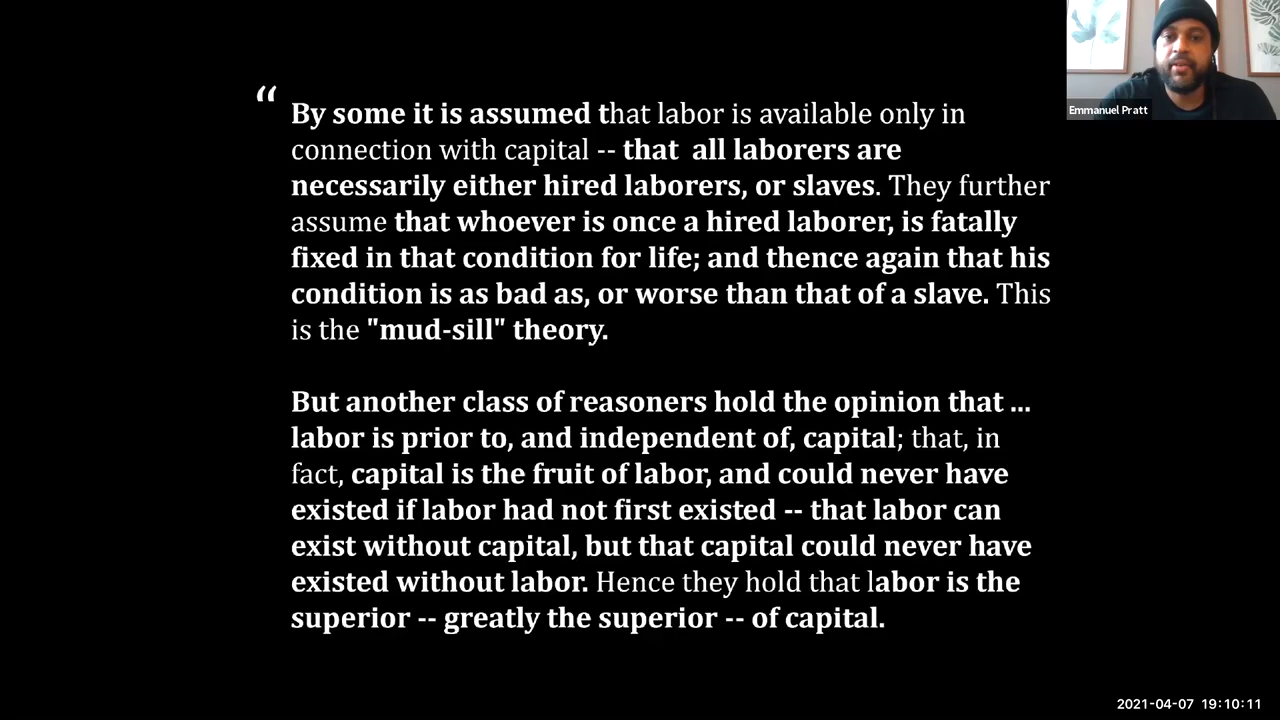 “
By some it is assumed that labor is available only in
connection with capital -- that  all laborers are
necessarily either hired laborers, or slaves. They further
assume that whoever is once a hired laborer, is fatally
fixed in that condition for life; and thence again that his
condition is as bad as, or worse than that of a slave. This
is the "mud-sill" theory.
But another class of reasoners hold the opinion that ...
labor is prior to, and independent of, capital; that, in
fact, capital is the fruit of labor, and could never have
existed if labor had not first existed -- that labor can
exist without capital, but that capital could never have
existed without labor. Hence they hold that labor is the
superior -- greatly the superior -- of capital.
Emmanuel Pratt
2021-04-07 19:10:11